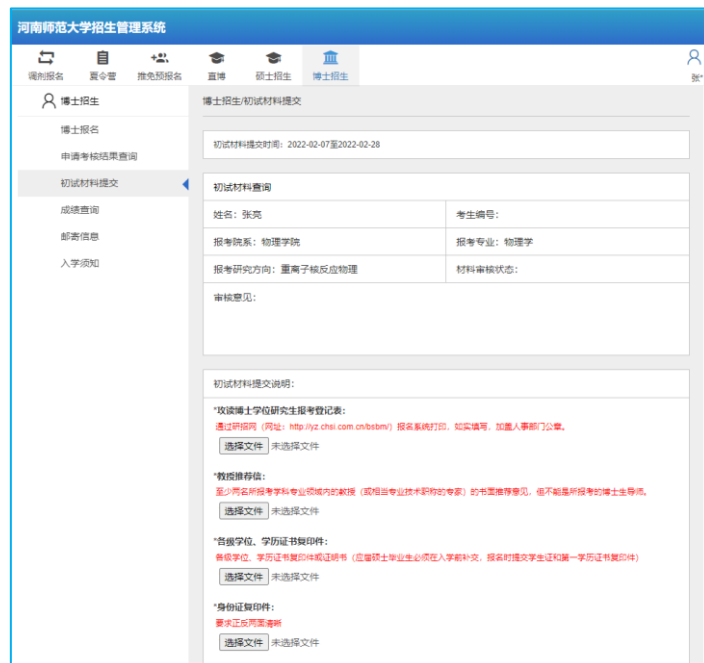 河南师范大学招生管理系统
调剂报名 夏令营 推免预报名 直博 硕士招生 博士招生 张*
博士招生
博士报名
申请考核结果查询
初试材料提交
成绩查询
邮寄信息
入学须知
博士招生/初试材料提交
初试材料提交时间：2022-02-07至2022-02-28
初试材料查询
姓名：张亮 考生编号：
报考院系：物理学院 报考专业：物理学
报考研究方向：重离子核反应物理 材料审核状态：
审核意见：
初试材料提交说明：
*攻读博士学位研究生报考登记表：
通过研招网（网址：http://yz.chsi.com.cn/bsbm/）报名系统打印，如实填写，加盖人事部门公章。
选择文件 未选择文件
*教授推荐信：
至少两名所报考学科专业领域内的教授（或相当专业技术职称的专家）的书面推荐意见，但不能是所报考的博士生导师。
选择文件 未选择文件
*各级学位、学历证书复印件：
各级学位、学历证书复印件或证明书（应届硕士毕业生必须在入学前补交，报名时提交学生证和第一学历证书复印件）
选择文件 未选择文件
*身份证复印件：
要求正反两面清晰
选择文件 未选择文件